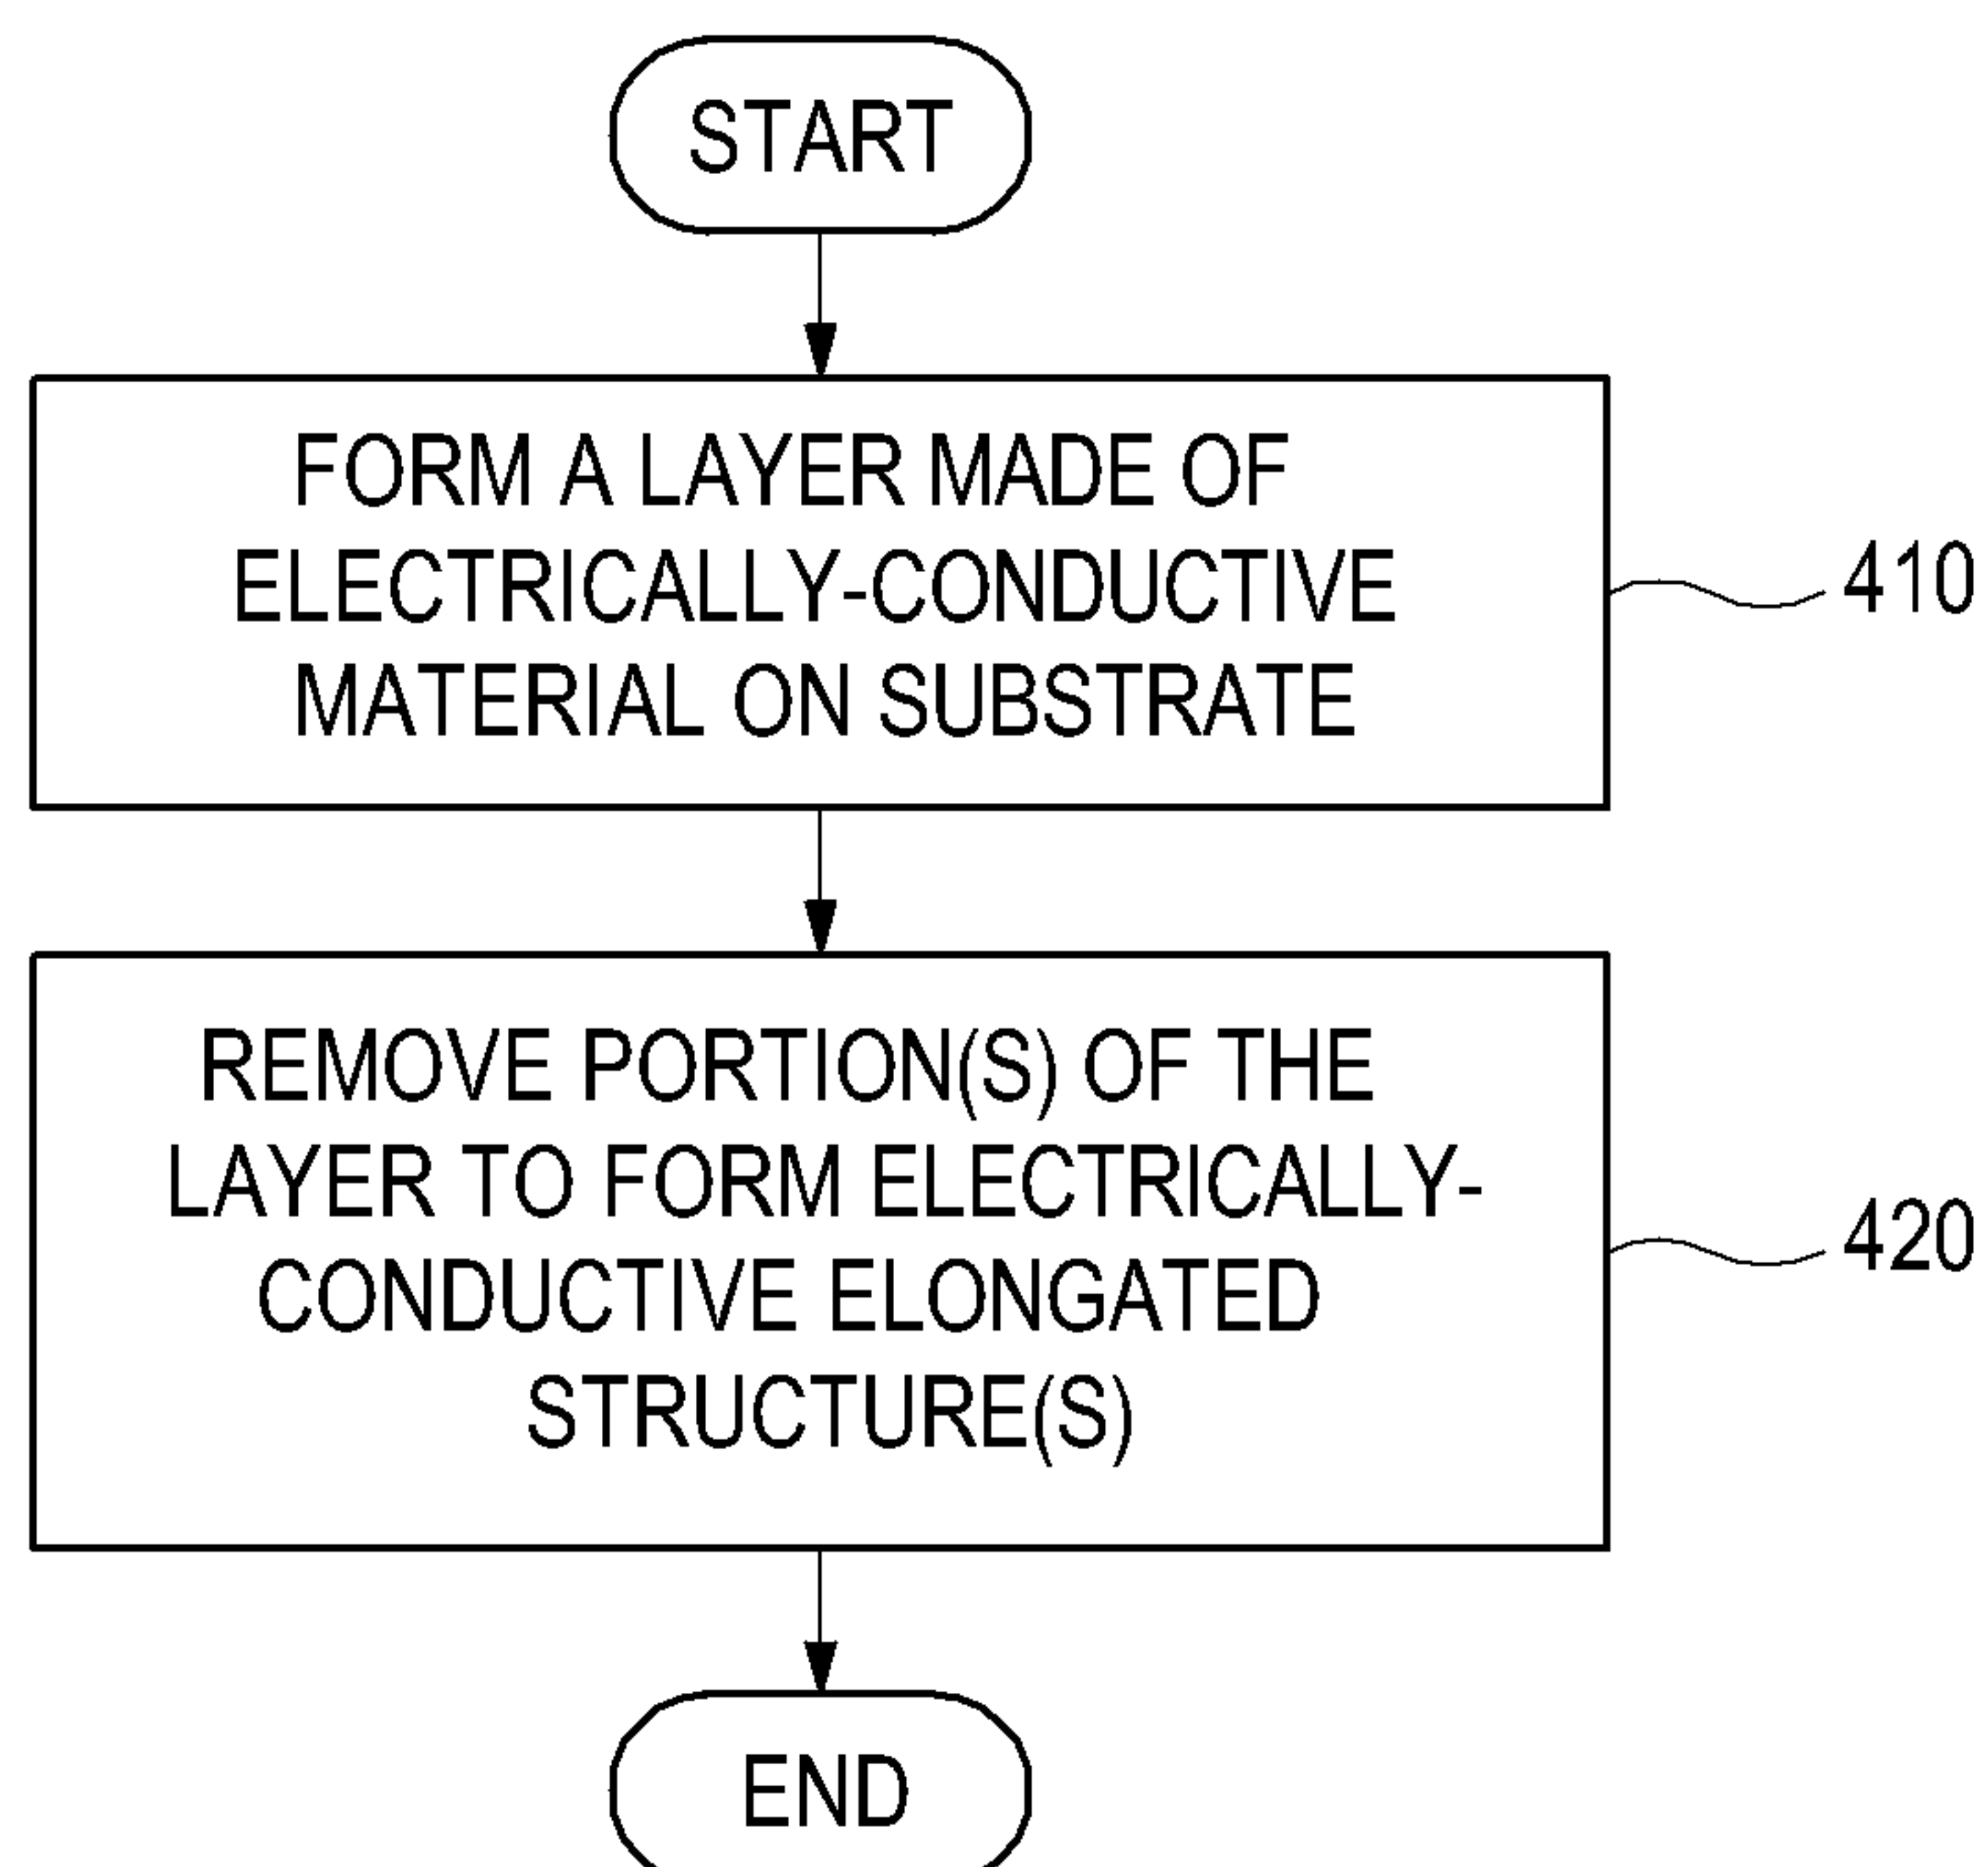 START
FORM A LAYER MADE OF
ELECTRICALLY-CONDUCTIVE
MATERIAL ON SUBSTRATE
410
REMOVE PORTION(S) OF THE
LAYER TO FORM ELECTRICALLY-
CONDUCTIVE ELONGATED
STRUCTURE(S)
420
END